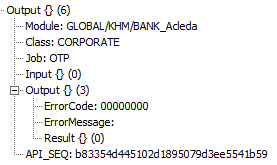 Output {} (6)
Module: GLOBAL/KHM/BANK_Acleda
Class: CORPORATE
Job: OTP
Input {} (0)
Output {} (3)
ErrorCode: 00000000
ErrorMessage:
Result {} (0)
API_SEQ: b83354d445102d1895079d3ee5541b59